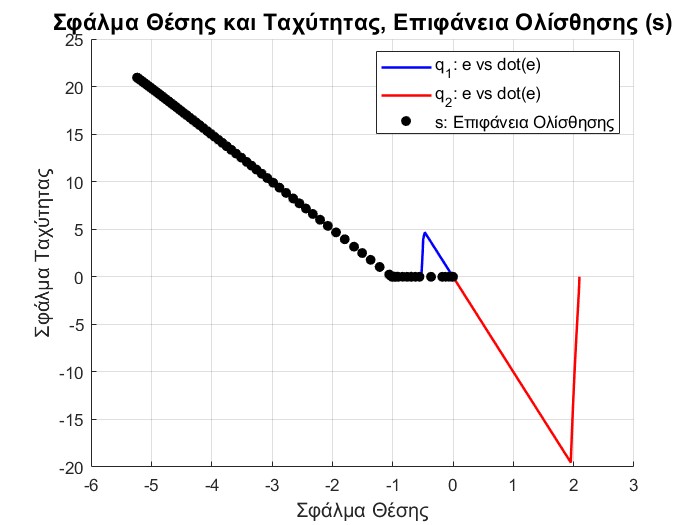 Σφάλμα Θέσης και Ταχύτητας, Επιφάνεια Ολίσθησης (s)
q1: e vs dot(e)
q2: e vs dot(e)
s: Επιφάνεια Ολίσθησης
25
20
15
10
5
0
-5
-10
-15
-20
Σφάλμα Ταχύτητας
-6 -5 -4 -3 -2 -1 0 1 2 3
Σφάλμα Θέσης